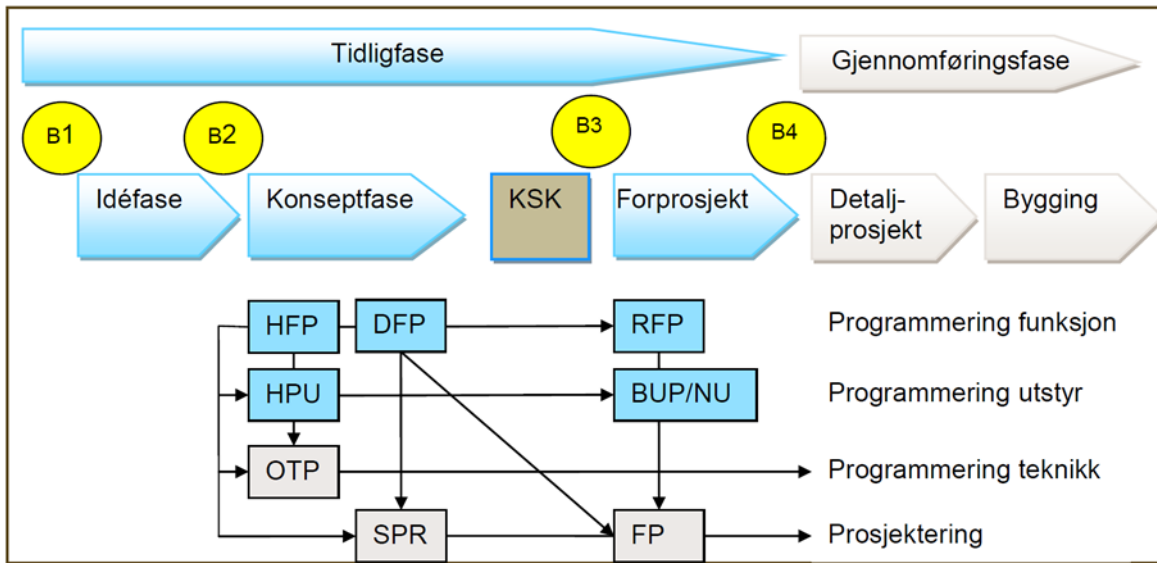 Tidligfase
Gjennomføringsfase
B1
B2
B3
B4
Idéfase
Konseptfase
KSK
Forprosjekt
Detalj-
prosjekt
Bygging
HFP
DFP
RFP
Programmering funksjon
HPU
BUP/NU
Programmering utstyr
OTP
Programmering teknikk
SPR
FP
Prosjektering